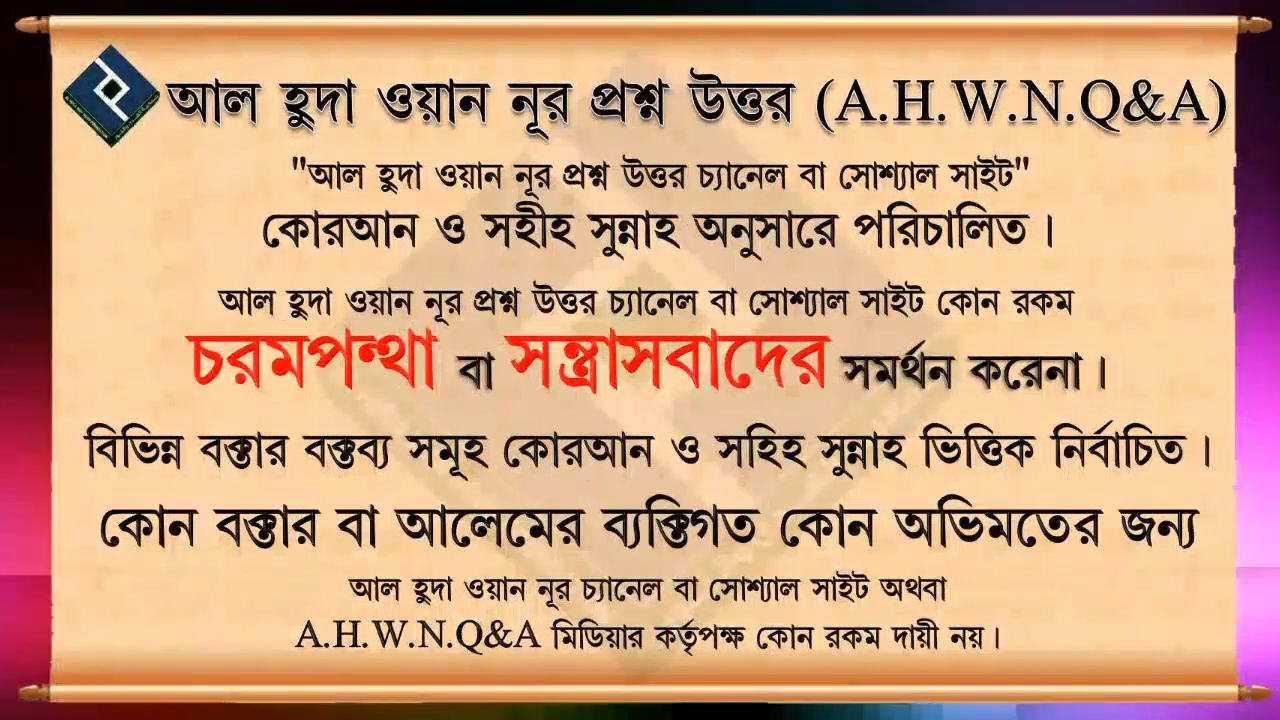 আল হুদা ওয়ান নূর প্রশ্ন উত্তর (A.H.W.N.Q&A)
"আল হুদা ওয়ান নূর প্রশ্ন উত্তর চ্যানেল বা সোশ্যাল সাইট"
কোরআন ও সহীহ সুন্নাহ অনুসারে পরিচালিত।
আল হুদা ওয়ান নূর প্রশ্ন উত্তর চ্যানেল বা সোশ্যাল সাইট কোন রকম
চরমপন্থা বা সন্ত্রাসবাদের সমর্থন করেনা।
বিভিন্ন বক্তার বক্তব্য সমূহ কোরআন ও সহিহ সুন্নাহ ভিত্তিক নির্বাচিত।
কোন বক্তার বা আলেমের ব্যক্তিগত কোন অভিমতের জন্য
আল হুদা ওয়ান নূর চ্যানেল বা সোশ্যাল সাইট অথবা
A.H.W.N.Q&A মিডিয়ার কর্তৃপক্ষ কোন রকম দায়ী নয়।